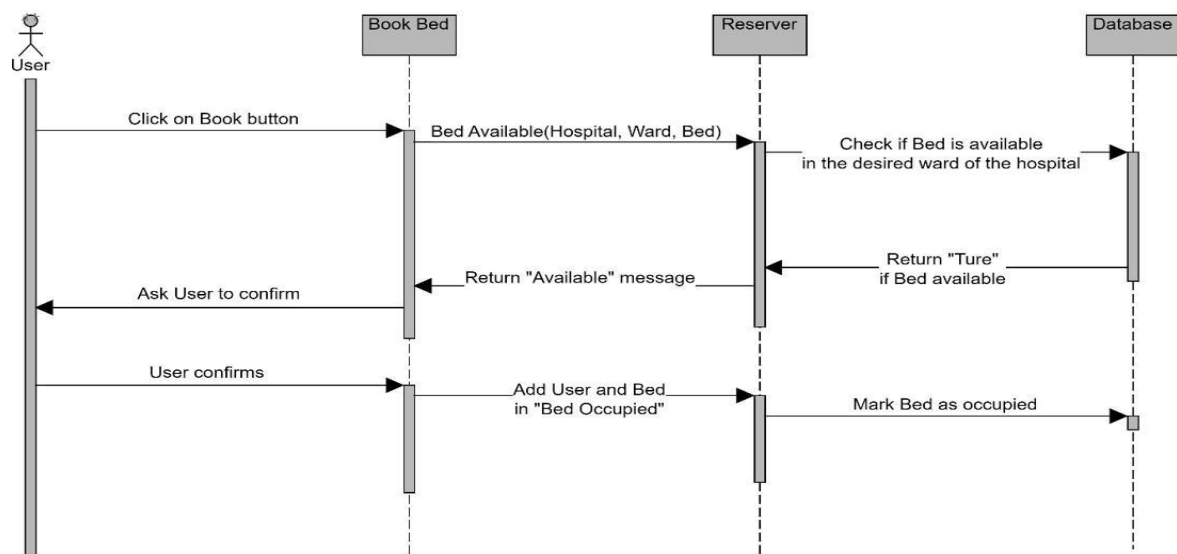 User
Book Bed
Reserver
Database
Click on Book button
Bed Available(Hospital, Ward, Bed)
Check if Bed is available
in the desired ward of the hospital
Return "Ture"
if Bed available
Return "Available" message
Ask User to confirm
User confirms
Add User and Bed
in "Bed Occupied"
Mark Bed as occupied